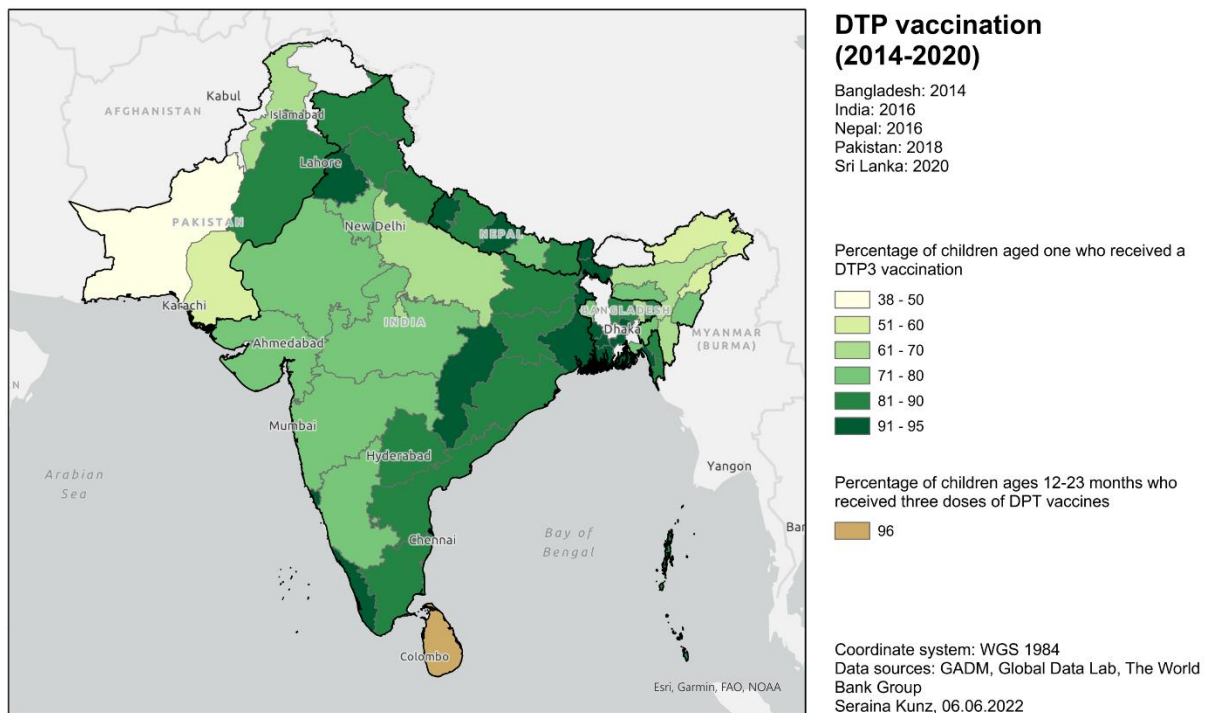 DTP vaccination
(2014-2020)
Bangladesh: 2014
India: 2016
Nepal: 2016
Pakistan: 2018
Sri Lanka: 2020
Percentage of children aged one who received a
DTP3 vaccination
38 - 50
51 - 60
61 - 70
71 - 80
81 - 90
91 - 95
Percentage of children ages 12-23 months who
received three doses of DPT vaccines
96
Coordinate system: WGS 1984
Data sources: GADM, Global Data Lab, The World
Bank Group
Seraina Kunz, 06.06.2022
Kabul
AFGHANISTAN
Islamabad
Lahore
PAKISTAN
New Delhi
NEPAL
Karachi
Ahmedabad
INDIA
BANGLADESH
Dhaka
MYANMAR
(BURMA)
Mumbai
Hyderabad
Yangon
Arabian
Sea
Bay of
Bengal
Ban
Chennai
Colombo
N
Esri, Garmin, FAO, NOAA